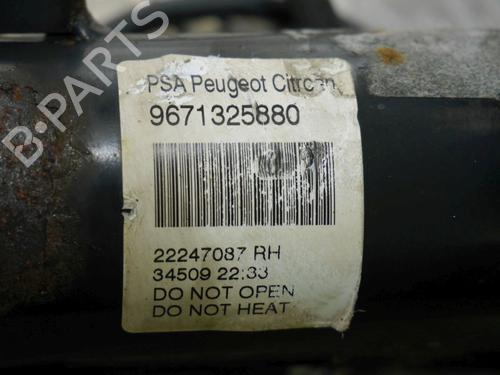 B-PARTS
PSA Peugeot Citroën
9671325880
22247087 RH
34509 22:33
DO NOT OPEN
DO NOT HEAT